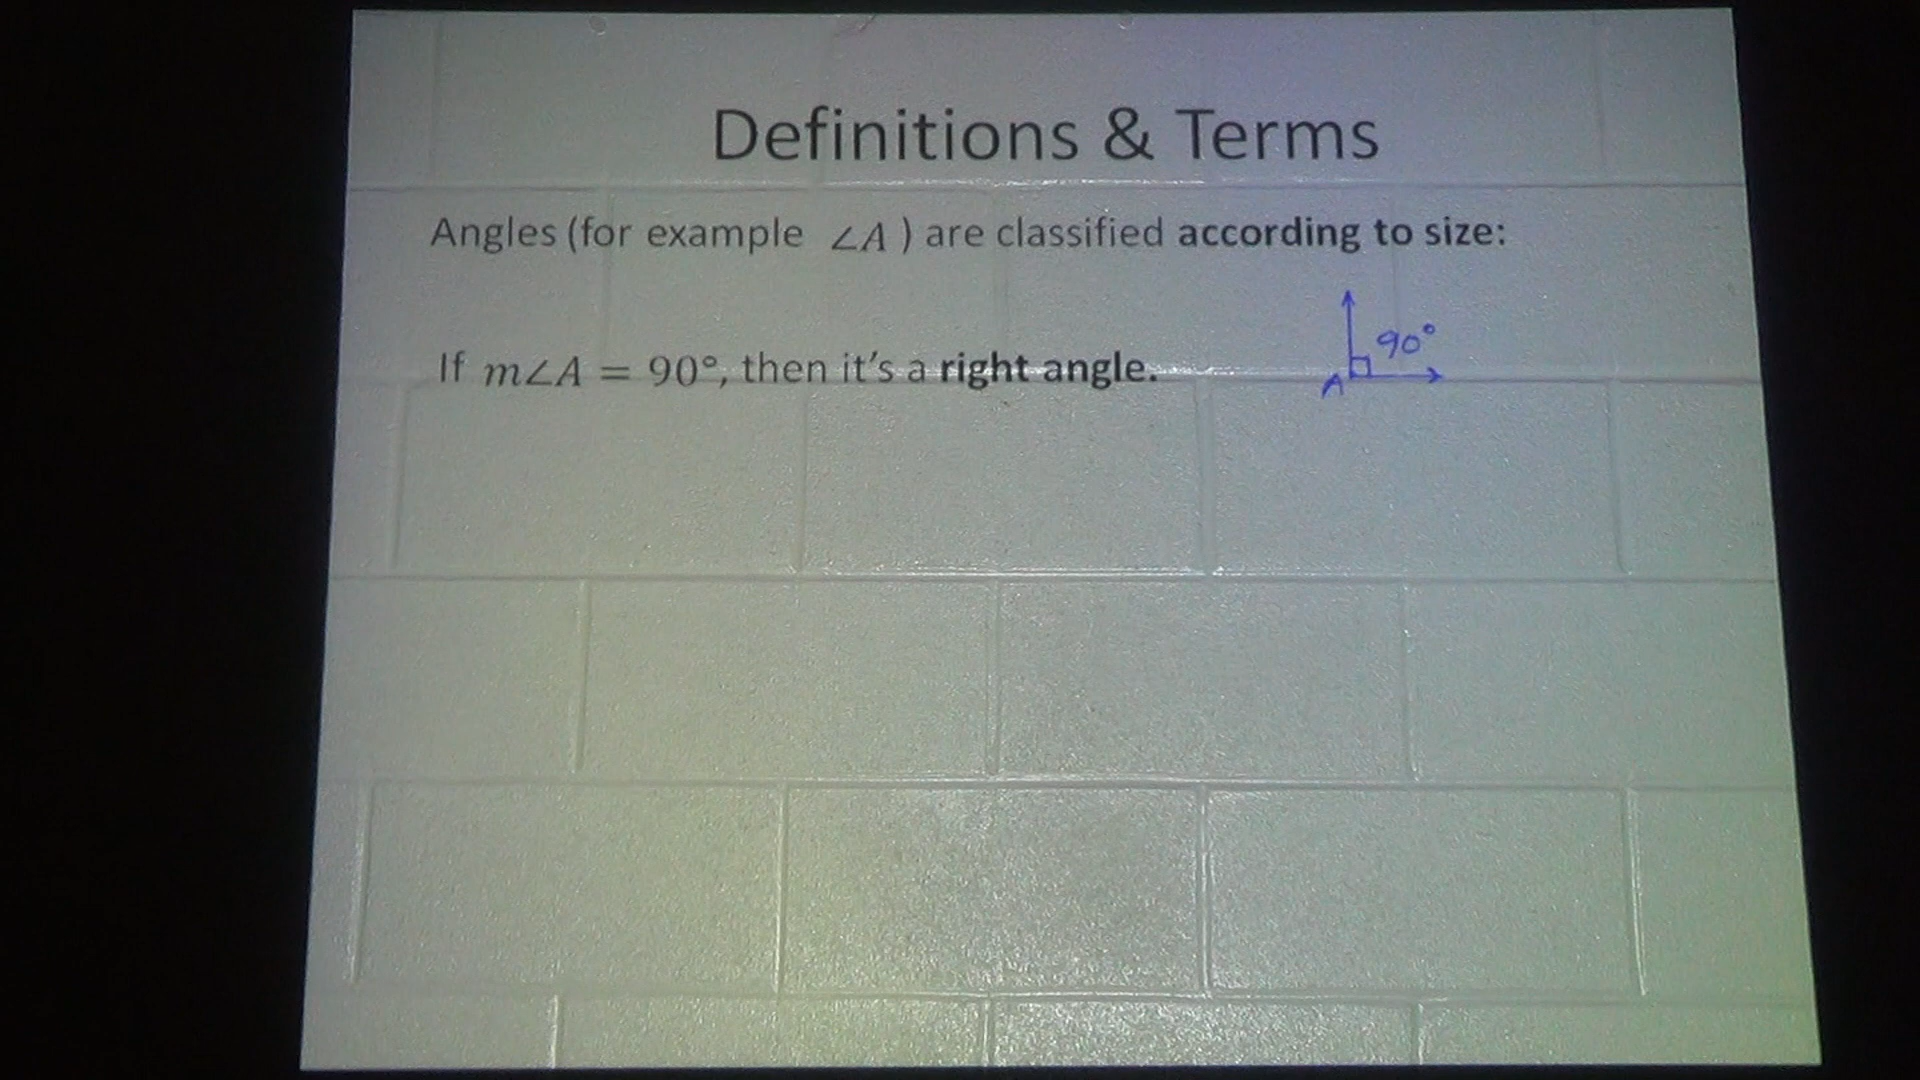 Definitions & Terms
Angles (for example ∠A ) are classified according to size:
If m∠A = 90°, then it's a right angle.
90°
A